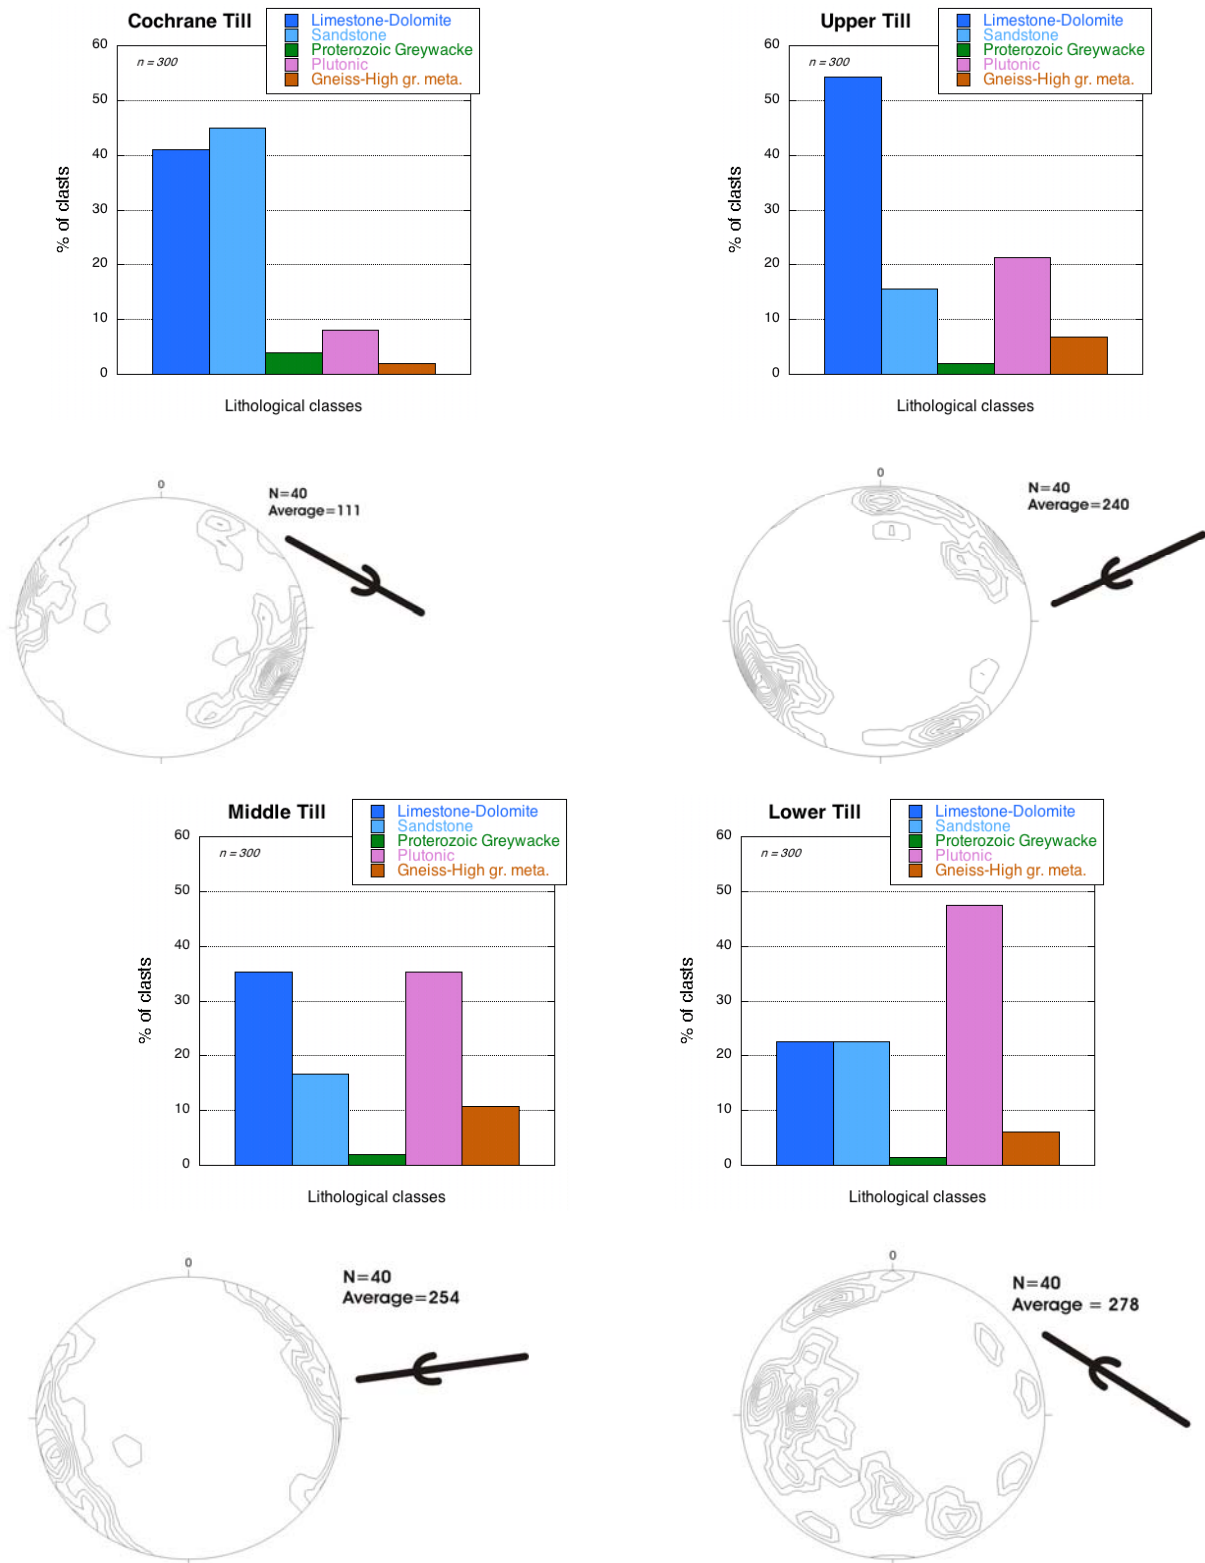 Cochrane Till
Limestone-Dolomite
Sandstone
Proterozoic Greywacke
Plutonic
Gneiss-High gr. meta.
n = 300
60
50
40
30
20
10
0
% of clasts
Lithological classes
Upper Till
Limestone-Dolomite
Sandstone
Proterozoic Greywacke
Plutonic
Gneiss-High gr. meta.
n = 300
60
50
40
30
20
10
0
% of clasts
Lithological classes
0
N=40
Average=111
0
N=40
Average=240
Middle Till
Limestone-Dolomite
Sandstone
Proterozoic Greywacke
Plutonic
Gneiss-High gr. meta.
n = 300
60
50
40
30
20
10
0
% of clasts
Lithological classes
Lower Till
Limestone-Dolomite
Sandstone
Proterozoic Greywacke
Plutonic
Gneiss-High gr. meta.
n = 300
60
50
40
30
20
10
0
% of clasts
Lithological classes
0
N=40
Average=254
0
N=40
Average = 278